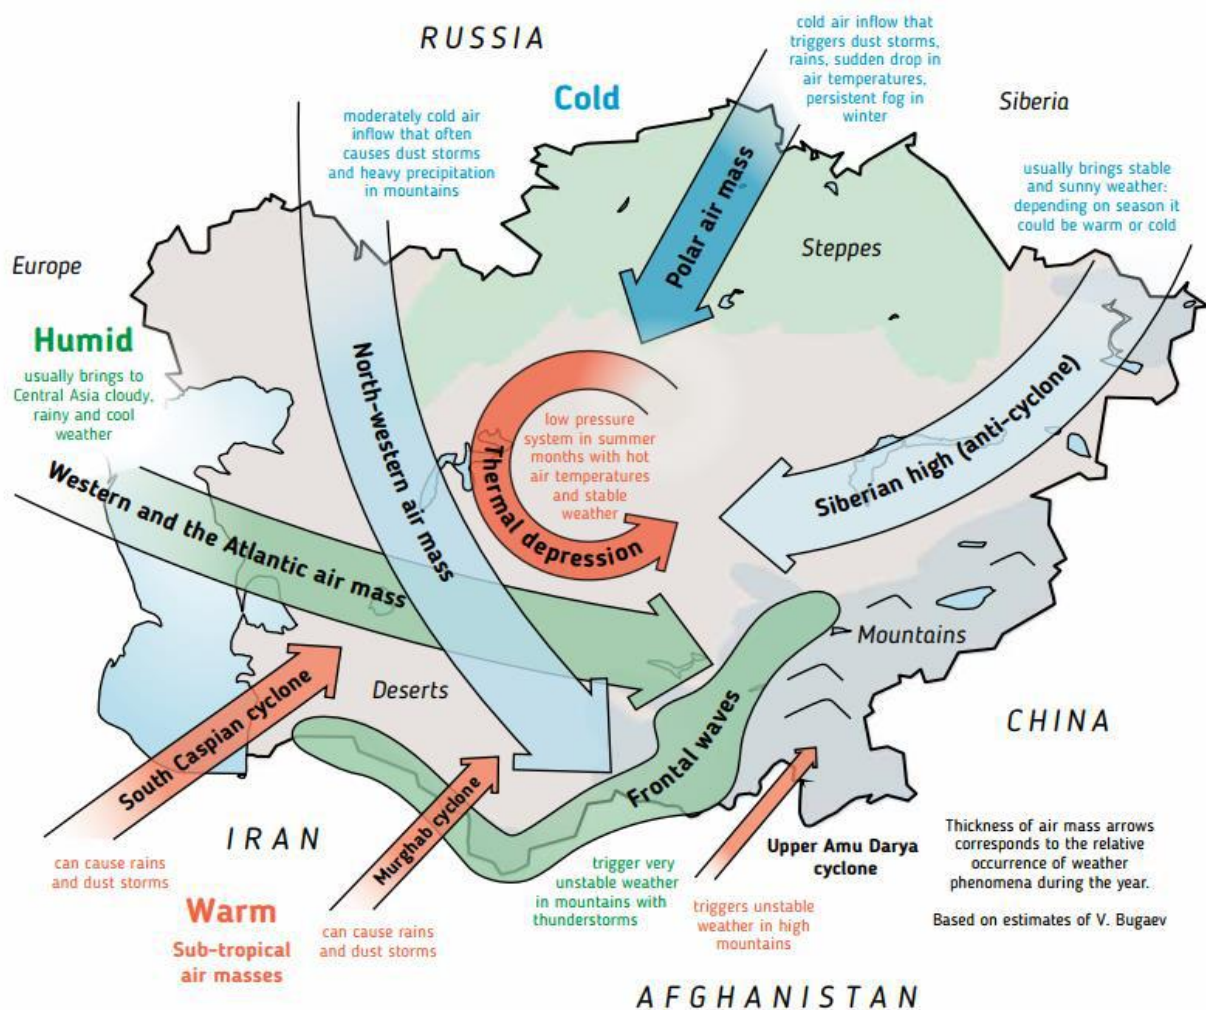 RUSSIA
cold air inflow that
triggers dust storms,
rains, sudden drop in
air temperatures,
persistent fog in
winter
Cold
Siberia
moderately cold air
inflow that often
causes dust storms
and heavy precipitation
in mountains
Polar air mass
usually brings stable
and sunny weather:
depending on season it
could be warm or cold
Steppes
Europe
Humid
usually brings to
Central Asia cloudy,
rainy and cool
weather
North-western air mass
low pressure
system in summer
months with hot
air temperatures
and stable
weather
Thermal depression
Siberian high (anti-cyclone)
Western and the Atlantic air mass
Mountains
Deserts
South Caspian cyclone
Frontal waves
CHINA
Murghab cyclone
IRAN
Upper Amu Darya
cyclone
Thickness of air mass arrows
corresponds to the relative
occurrence of weather
phenomena during the year.
Based on estimates of V. Bugaev
can cause rains
and dust storms
trigger very
unstable weather
in mountains with
thunderstorms
triggers unstable
weather in high
mountains
Warm
Sub-tropical
air masses
can cause rains
and dust storms
AFGHANISTAN